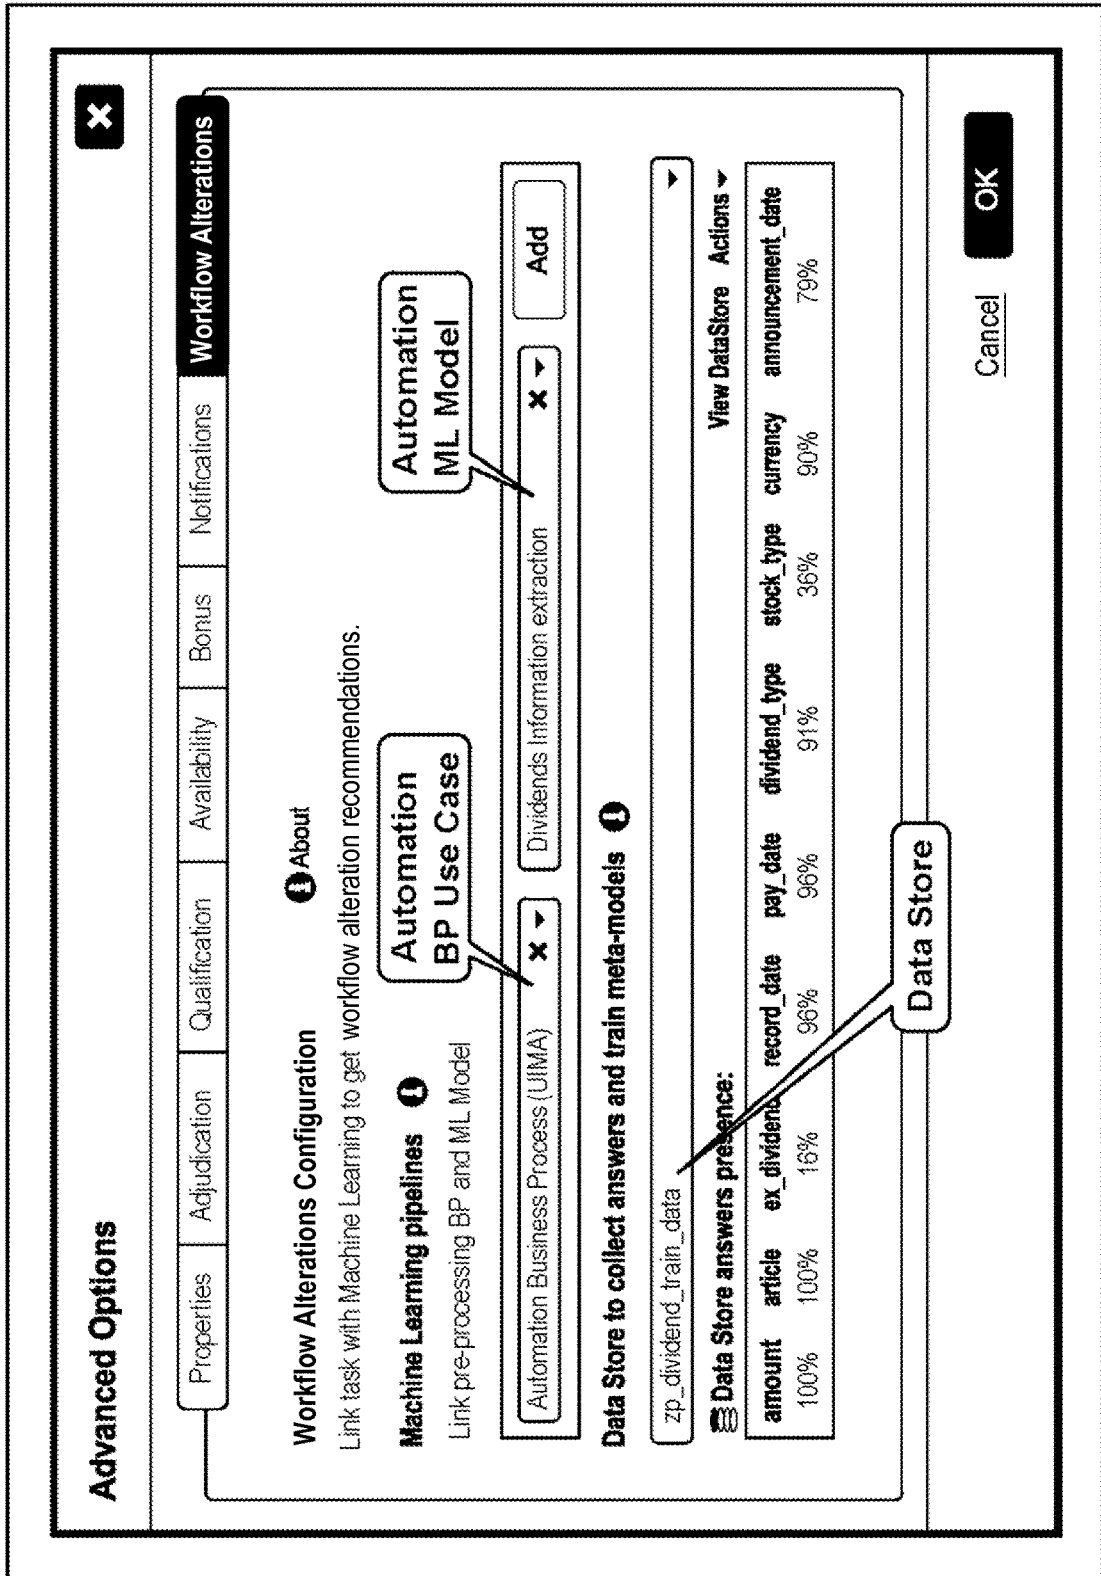 Advanced Options
Properties Adjudication Qualification Availability Bonus Notifications Workflow Alterations
Workflow Alterations Configuration About
Link task with Machine Learning to get workflow alteration recommendations.
Machine Learning pipelines
Link pre-processing BP and ML Model
Automation
BP Use Case
Automation
ML Model
Automation Business Process (UIMA) Dividends Information extraction Add
Data Store to collect answers and train meta-models
zp_dividend_train_data
Data Store answers presence: View DataStore Actions
amount article ex_dividend record_date pay_date dividend_type stock_type currency announcement_date
100% 100% 16% 96% 96% 91% 36% 90% 79%
Data Store
Cancel OK